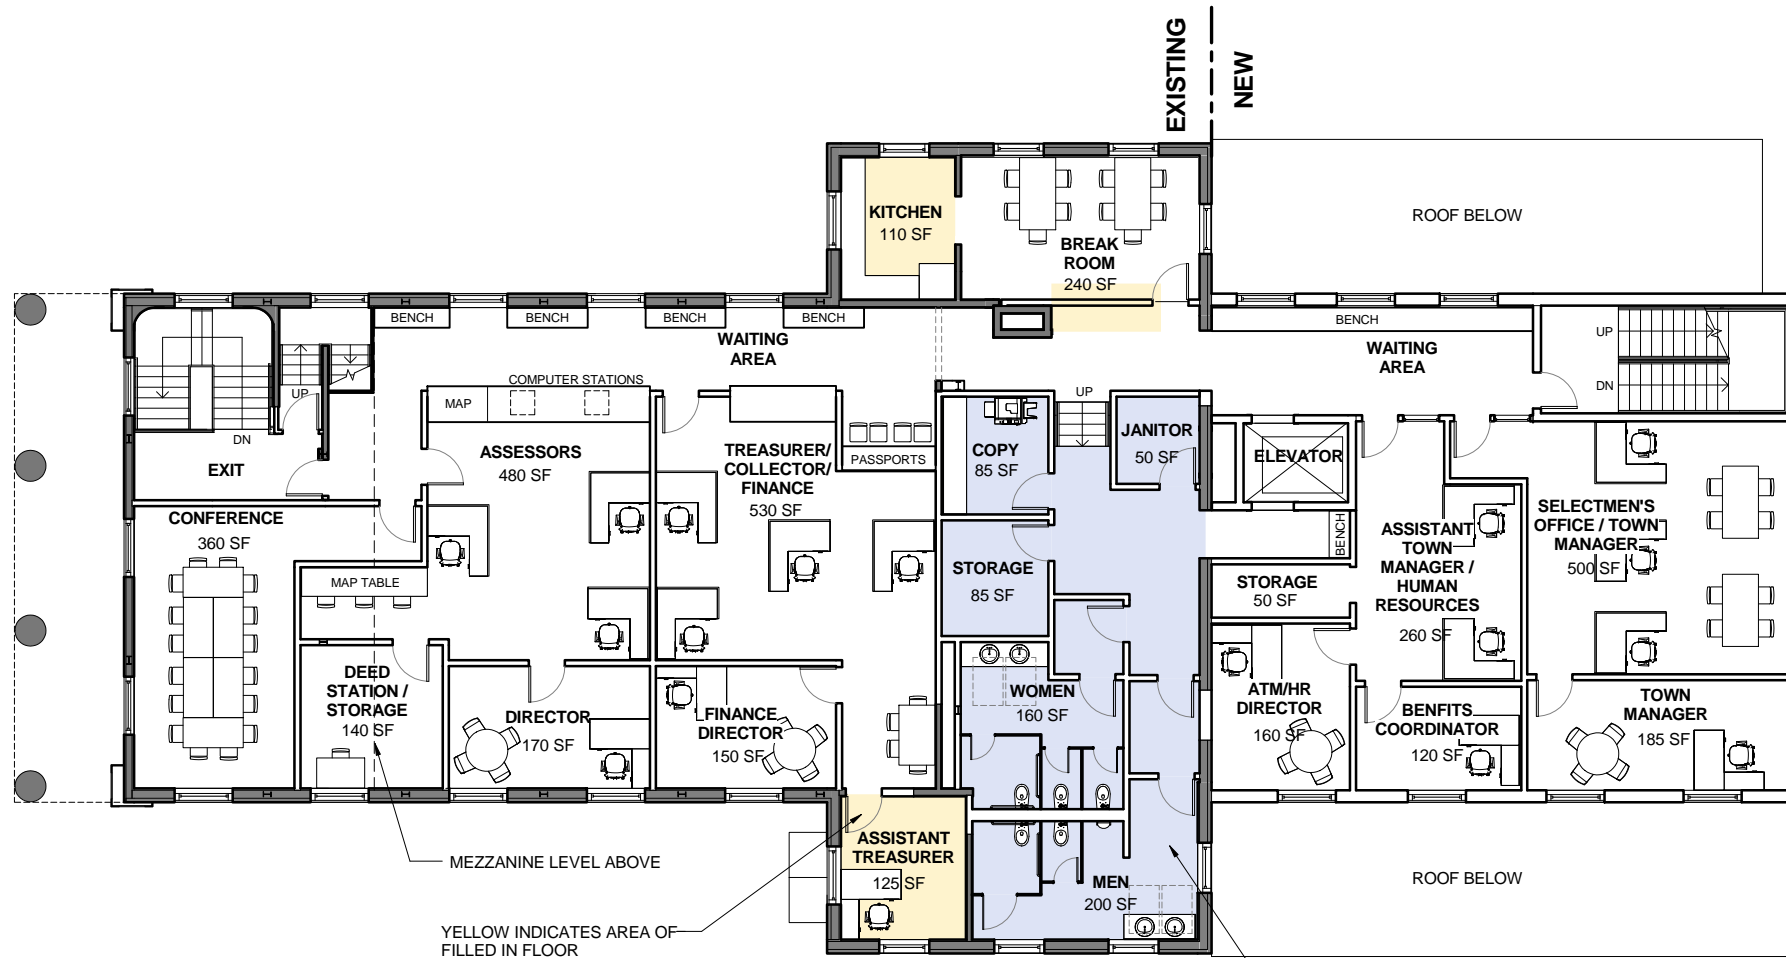 EXISTING
NEW
ROOF BELOW
KITCHEN
110 SF
BREAK
ROOM
240 SF
BENCH
BENCH
BENCH
BENCH
BENCH
WAITING
AREA
WAITING
AREA
UP
DN
UP
DN
EXIT
COMPUTER STATIONS
MAP
ASSESSORS
480 SF
TREASURER/
COLLECTOR/
FINANCE
530 SF
PASSPORTS
UP
COPY
85 SF
JANITOR
50 SF
ELEVATOR
BENCH
CONFERENCE
360 SF
MAP TABLE
STORAGE
85 SF
STORAGE
50 SF
ASSISTANT
TOWN
MANAGER /
HUMAN
RESOURCES
260 SF
SELECTMEN'S
OFFICE / TOWN
MANAGER
500 SF
DEED
STATION /
STORAGE
140 SF
DIRECTOR
170 SF
FINANCE
DIRECTOR
150 SF
WOMEN
160 SF
ATM/HR
DIRECTOR
160 SF
BENFITS
COORDINATOR
120 SF
TOWN
MANAGER
185 SF
MEZZANINE LEVEL ABOVE
ASSISTANT
TREASURER
125 SF
MEN
200 SF
ROOF BELOW
YELLOW INDICATES AREA OF
FILLED IN FLOOR